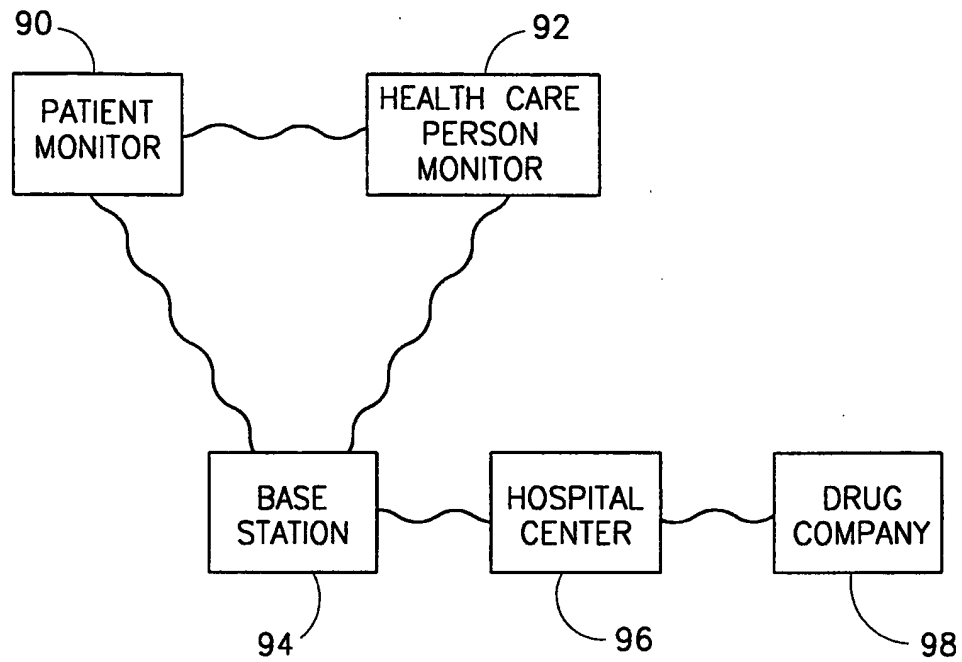 90
92
PATIENT
MONITOR
HEALTH CARE
PERSON
MONITOR
BASE
STATION
HOSPITAL
CENTER
DRUG
COMPANY
94
96
98